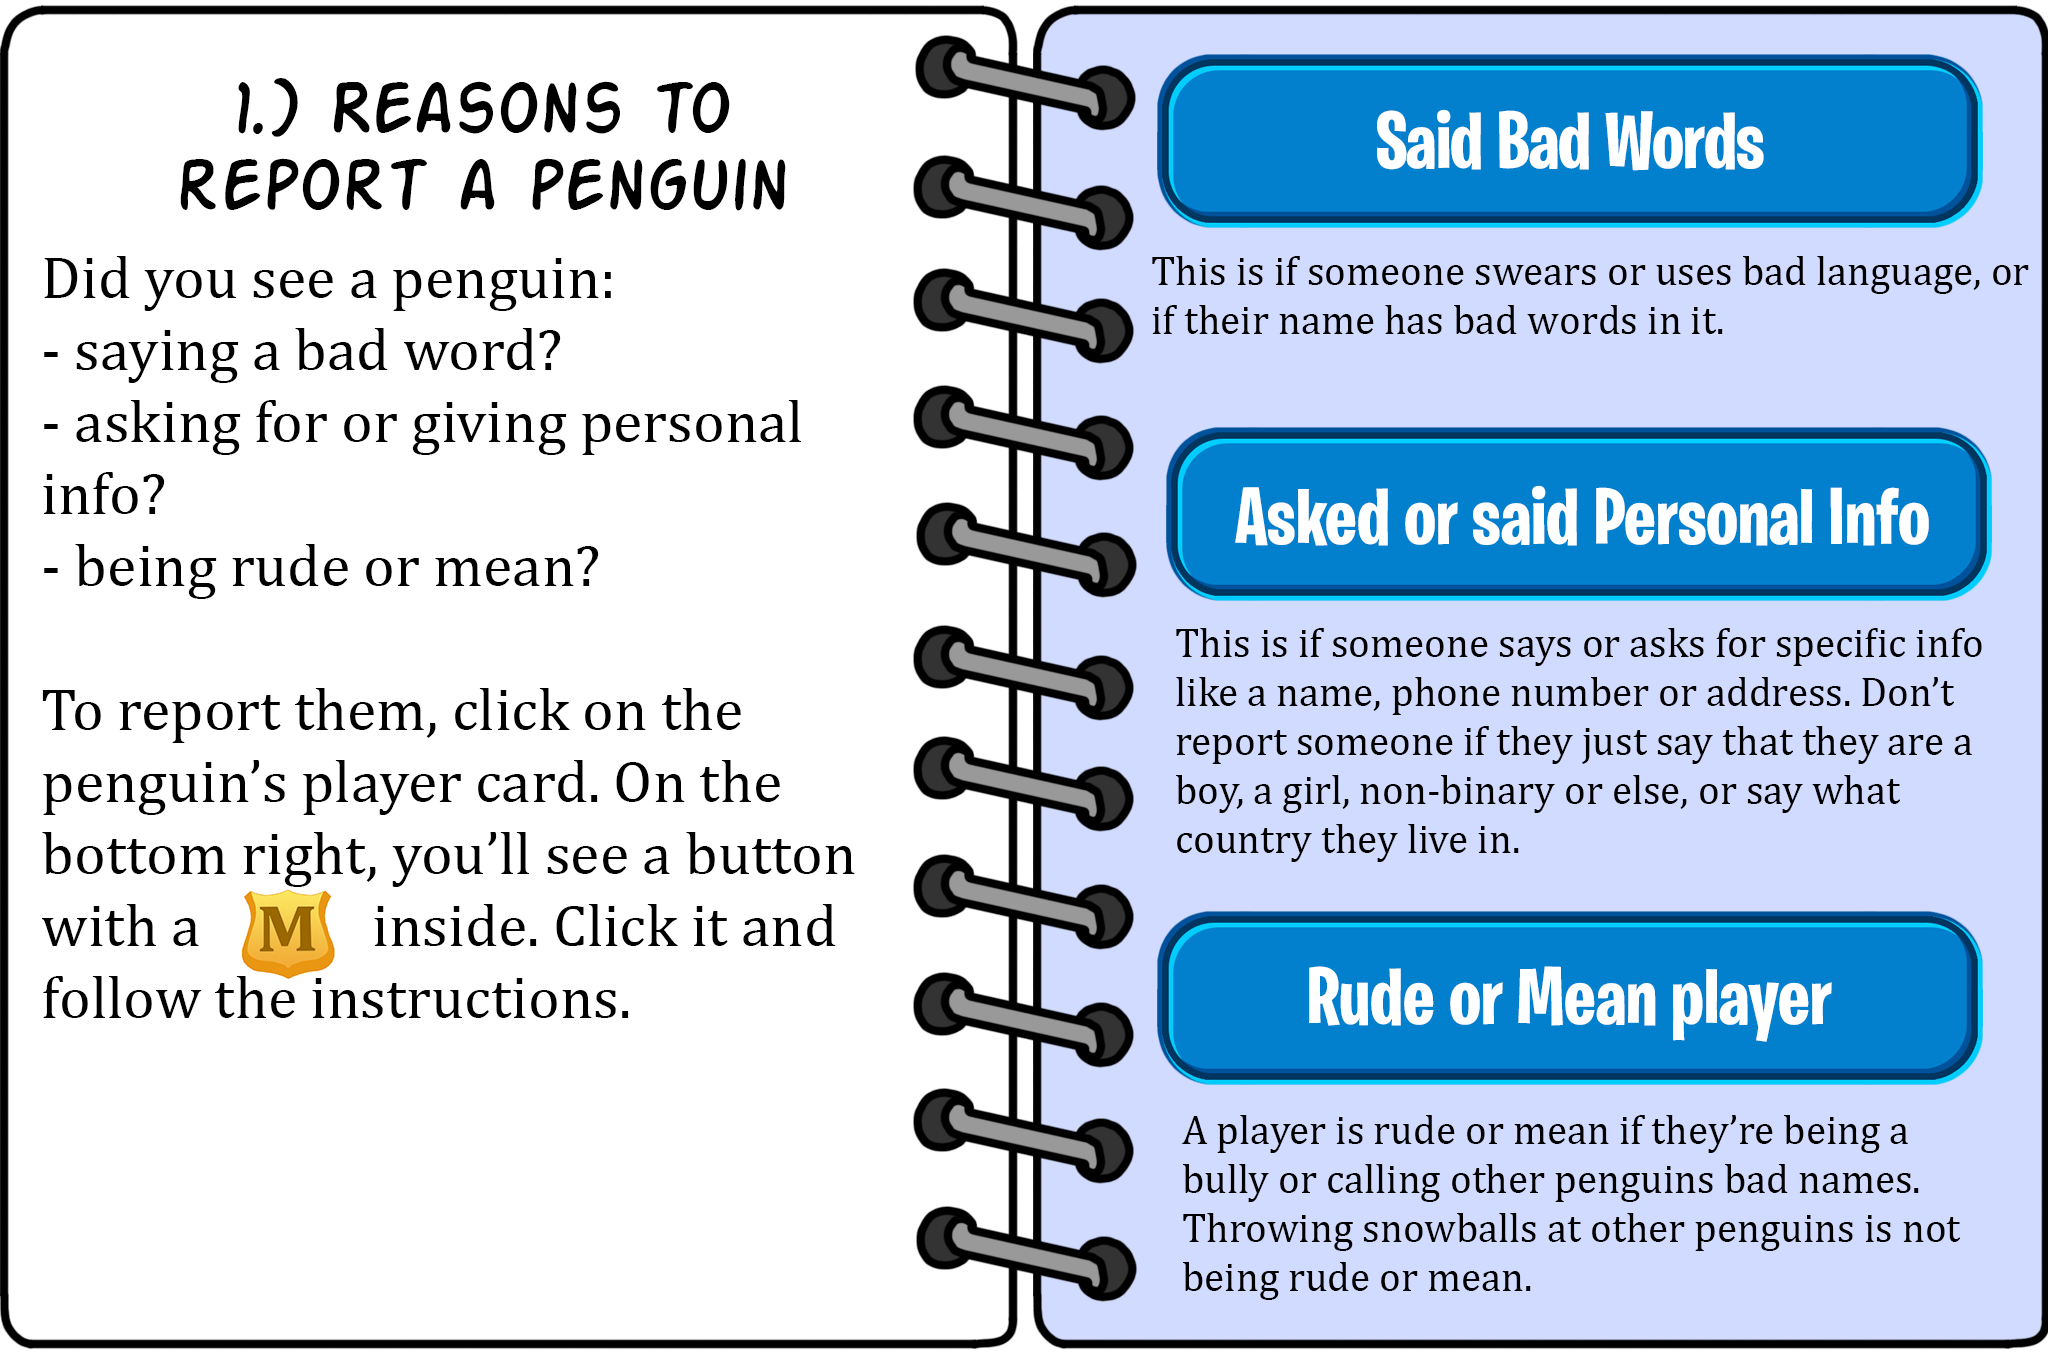 1.) REASONS TO
REPORT A PENGUIN
Did you see a penguin:
- saying a bad word?
- asking for or giving personal
info?
- being rude or mean?
To report them, click on the
penguin’s player card. On the
bottom right, you’ll see a button
with a M inside. Click it and
follow the instructions.
Said Bad Words
This is if someone swears or uses bad language, or
if their name has bad words in it.
Asked or said Personal Info
This is if someone says or asks for specific info
like a name, phone number or address. Don’t
report someone if they just say that they are a
boy, a girl, non-binary or else, or say what
country they live in.
Rude or Mean player
A player is rude or mean if they’re being a
bully or calling other penguins bad names.
Throwing snowballs at other penguins is not
being rude or mean.